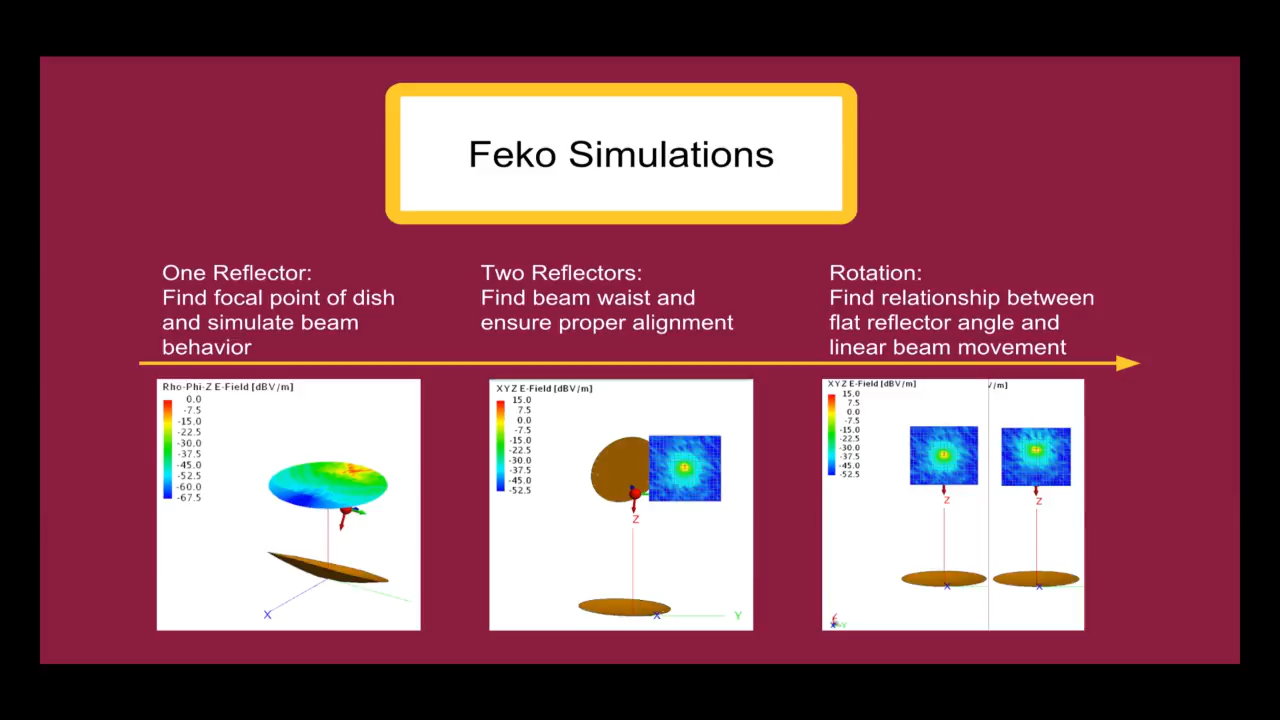 Feko Simulations
One Reflector:
Find focal point of dish
and simulate beam
behavior
Two Reflectors:
Find beam waist and
ensure proper alignment
Rotation:
Find relationship between
flat reflector angle and
linear beam movement
Rho-Phi-Z E-Field [dBV/m]
0.0
-7.5
-15.0
-22.5
-30.0
-37.5
-45.0
-52.5
-60.0
-67.5
X
XYZ E-Field [dBV/m]
15.0
7.5
0.0
-7.5
-15.0
-22.5
-30.0
-37.5
-45.0
-52.5
Z
X
Y
XYZ E-Field [dBV/m]
V/m]
15.0
7.5
0.0
-7.5
-15.0
-22.5
-30.0
-37.5
-45.0
-52.5
Z
Z
X
X